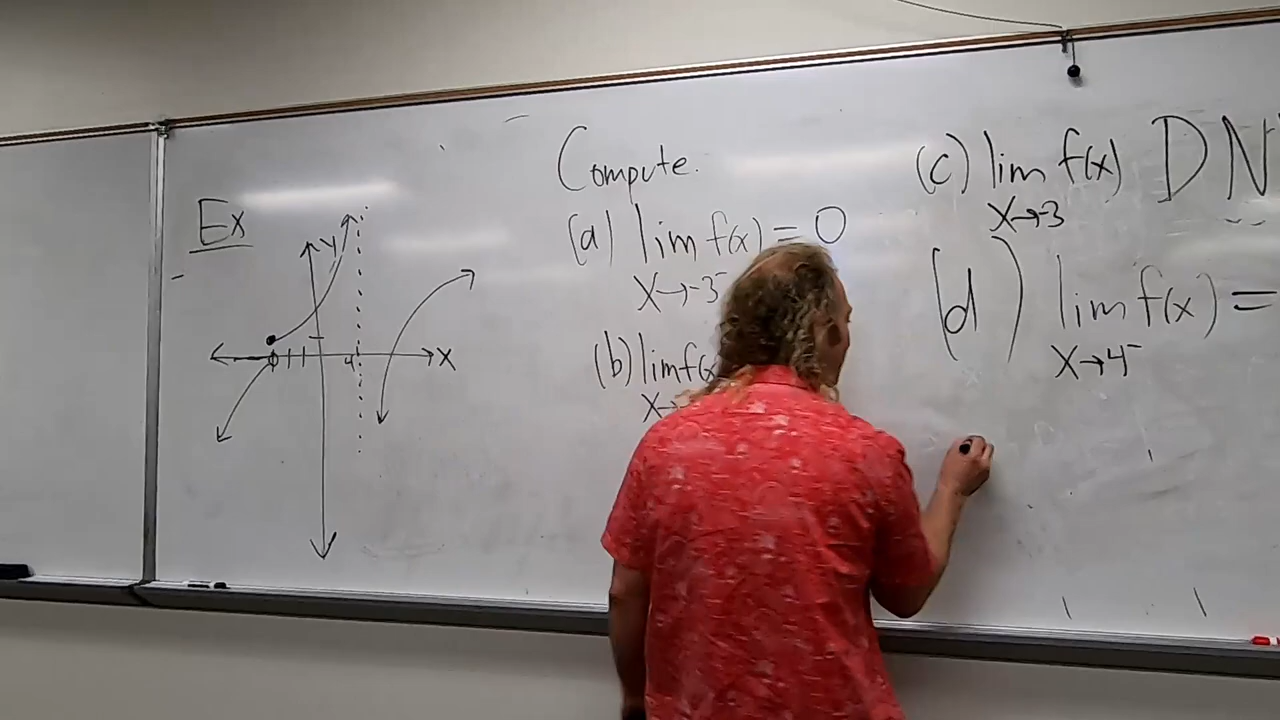 Ex
y
x
4
Compute.
(a) lim f(x) = 0
x→-3⁻
(b) lim f(x
x→
(c) lim f(x) DN
x→-3
(d) lim f(x) =
x→4⁻